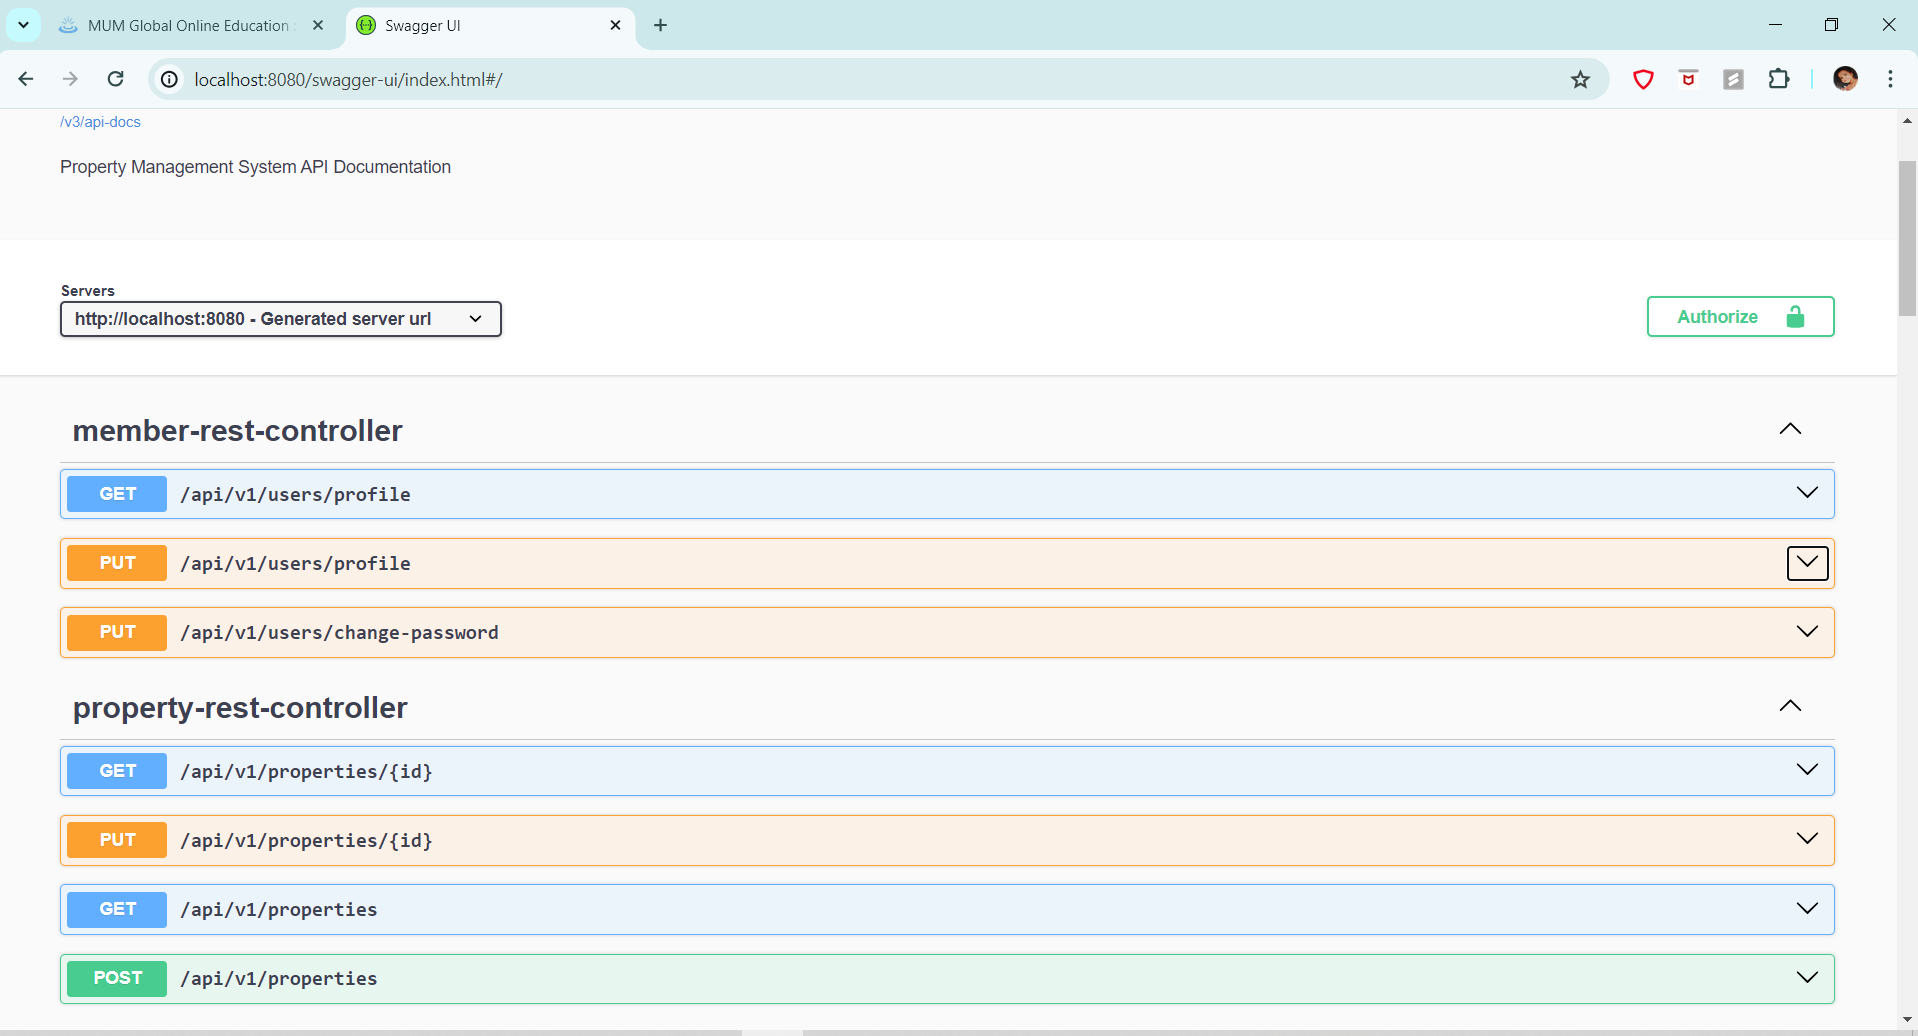 MUM Global Online Education
Swagger UI
localhost:8080/swagger-ui/index.html#/
/v3/api-docs
Property Management System API Documentation
Servers
http://localhost:8080 - Generated server url
Authorize
member-rest-controller
GET /api/v1/users/profile
PUT /api/v1/users/profile
PUT /api/v1/users/change-password
property-rest-controller
GET /api/v1/properties/{id}
PUT /api/v1/properties/{id}
GET /api/v1/properties
POST /api/v1/properties